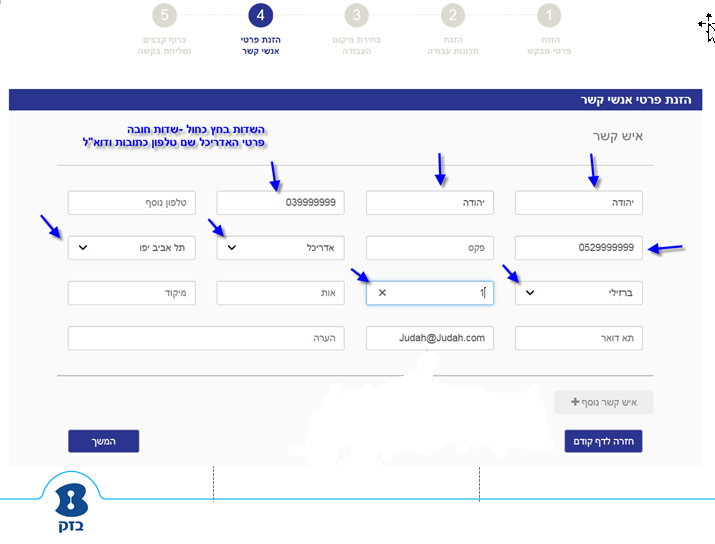 1 2 3 4 5
הזנת פרטי מבקש
הזנת תכונות עבודה
בחירת מיקום העבודה
הזנת פרטי אנשי קשר
צרוף קבצים ושליחת בקשה
הזנת פרטי אנשי קשר
איש קשר
השדות בחץ כחול -שדות חובה
פרטי האדריכל שם טלפון כתובות ודוא"ל
יהודה יהודה 039999999 טלפון נוסף
0529999999 פקס אדריכל תל אביב יפו
ברזילי 1 אות מיקוד
תא דואר Judah@Judah.com הערה
איש קשר נוסף +
חזרה לדף קודם המשך
בזק